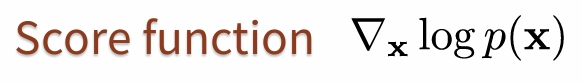 Score function ∇ₓ log p(x)